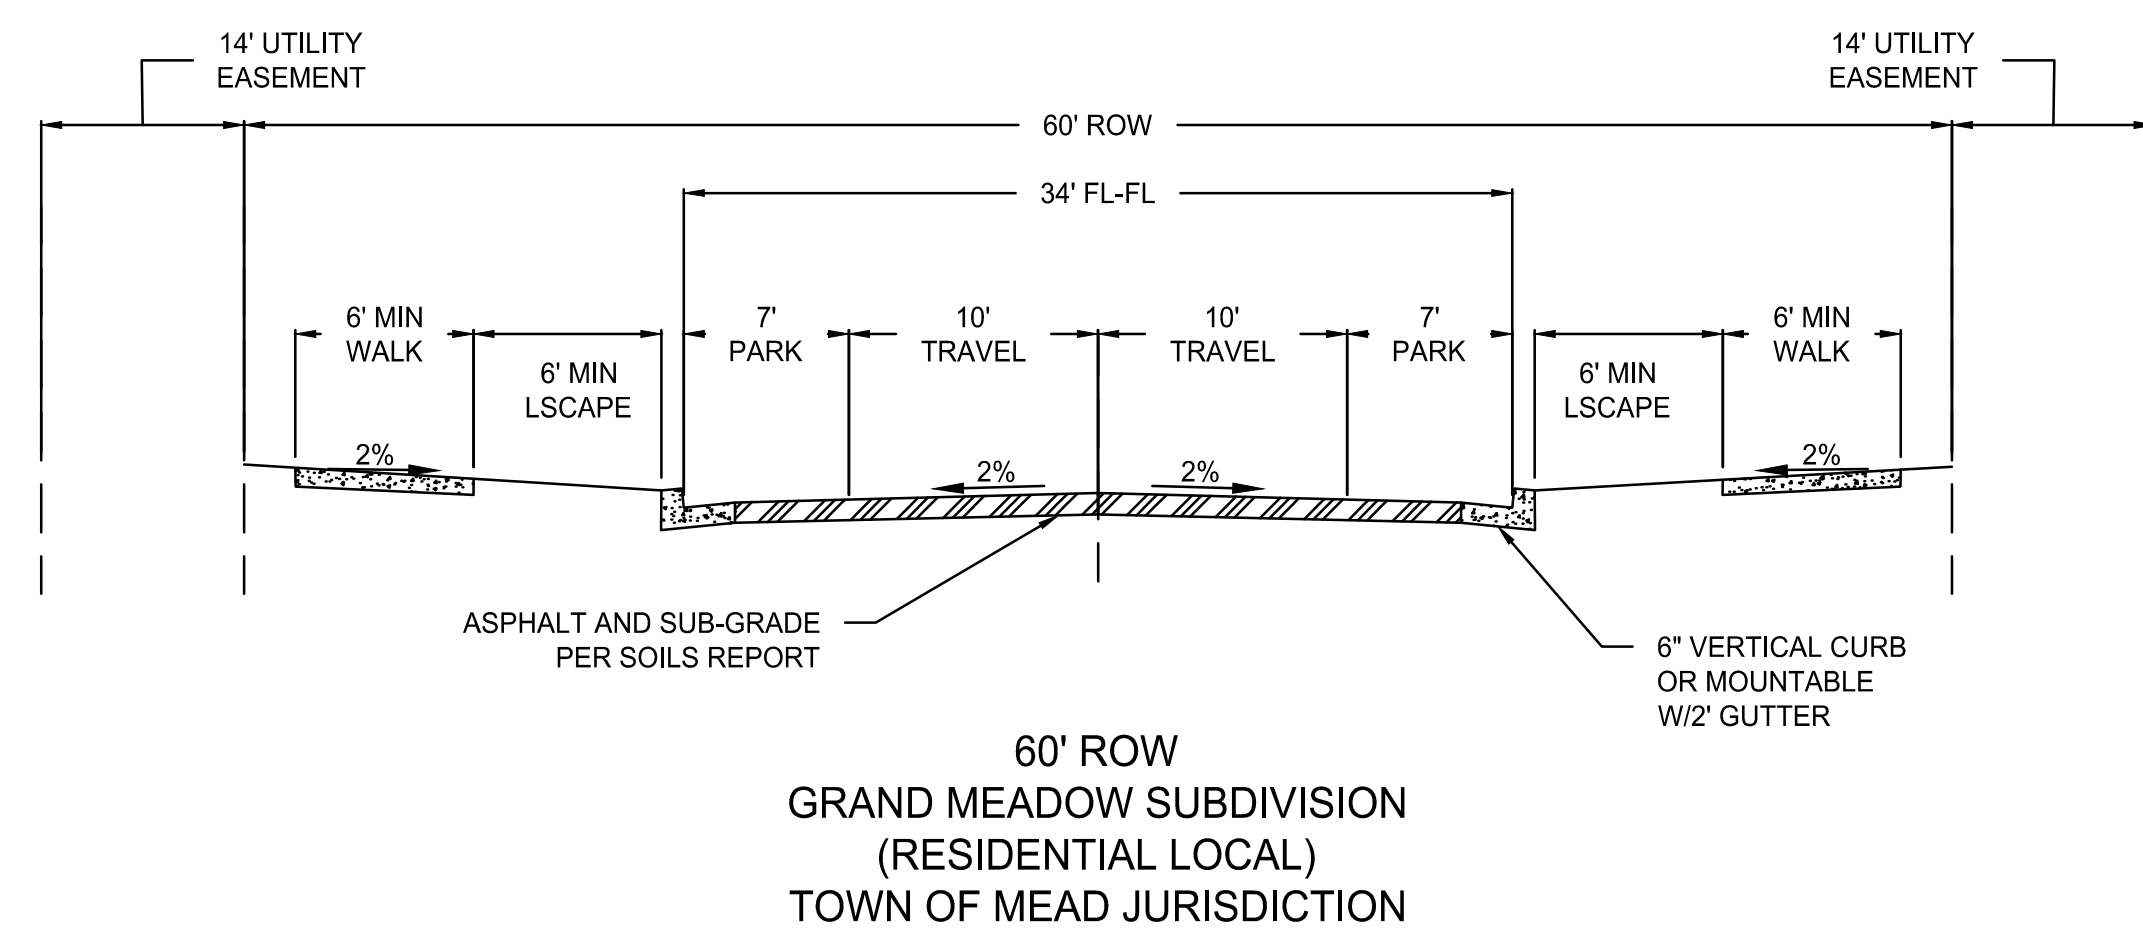 14' UTILITY
EASEMENT
14' UTILITY
EASEMENT
60' ROW
34' FL-FL
6' MIN
WALK
6' MIN
LSCAPE
7'
PARK
10'
TRAVEL
10'
TRAVEL
7'
PARK
6' MIN
LSCAPE
6' MIN
WALK
2%
2%
2%
2%
ASPHALT AND SUB-GRADE
PER SOILS REPORT
6" VERTICAL CURB
OR MOUNTABLE
W/2' GUTTER
60' ROW
GRAND MEADOW SUBDIVISION
(RESIDENTIAL LOCAL)
TOWN OF MEAD JURISDICTION